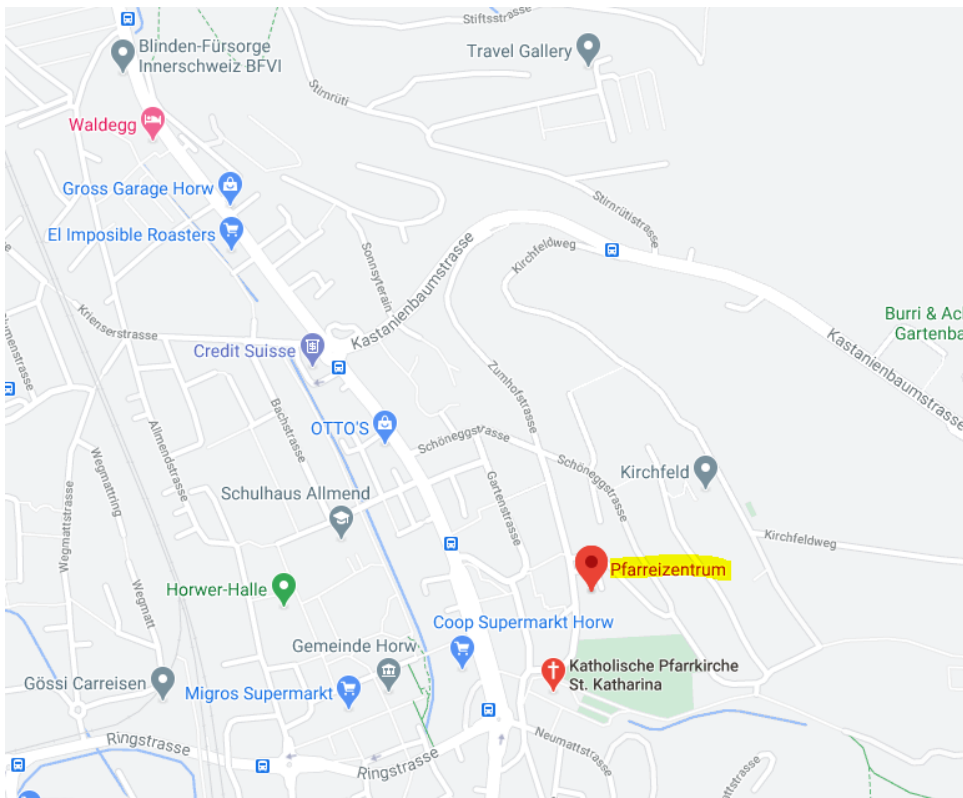 Stiftsstrasse
Blinden-Fürsorge
Innerschweiz BFVI
Travel Gallery
Stirnrüti
Waldegg
Gross Garage Horw
Stirnrütistrasse
El Imposible Roasters
Sonnsyterain
Kirchfeldweg
Kastanienbaumstrasse
Krienserstrasse
Burri &
Gartenba
Credit Suisse
Kastanienbaumstrasse
Zumhofstrasse
Bachstrasse
OTTO'S
Schöneggstrasse
Allmendstrasse
Wegmattring
Schöneggstrasse
Kirchfeld
Gartenstrasse
Schulhaus Allmend
Wegmattstrasse
Kirchfeldweg
Pfarreizentrum
Horwer-Halle
Wegmatt
Coop Supermarkt Horw
Gemeinde Horw
Katholische Pfarrkirche
St. Katharina
Gössi Carreisen
Migros Supermarkt
Ringstrasse
Neumattstrasse
Ringstrasse